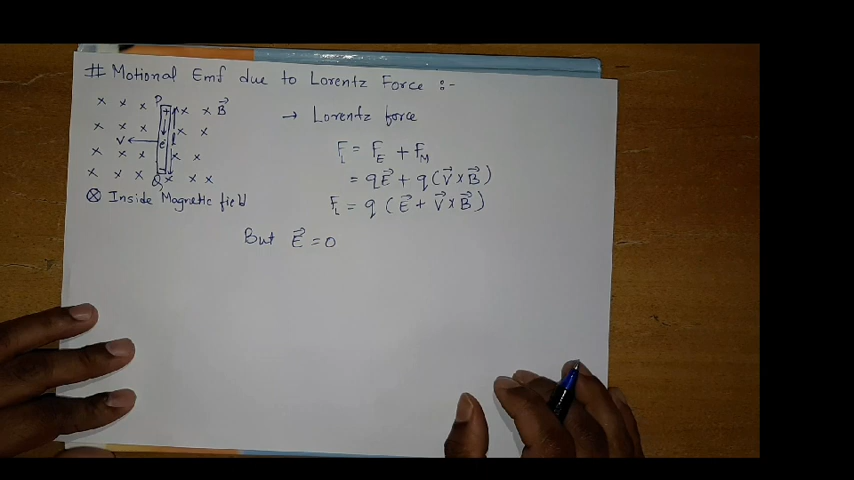 # Motional Emf due to Lorentz Force :-
x x x P + x x B⃗
x x x l x x
V ← e
x x x x x
x x x Q x x x
⊗ Inside Magnetic field
→ Lorentz force
F_L = F_E + F_M
= qE⃗ + q(V⃗ x B⃗)
F_L = q (E⃗ + V⃗ x B⃗)
But E⃗ = 0